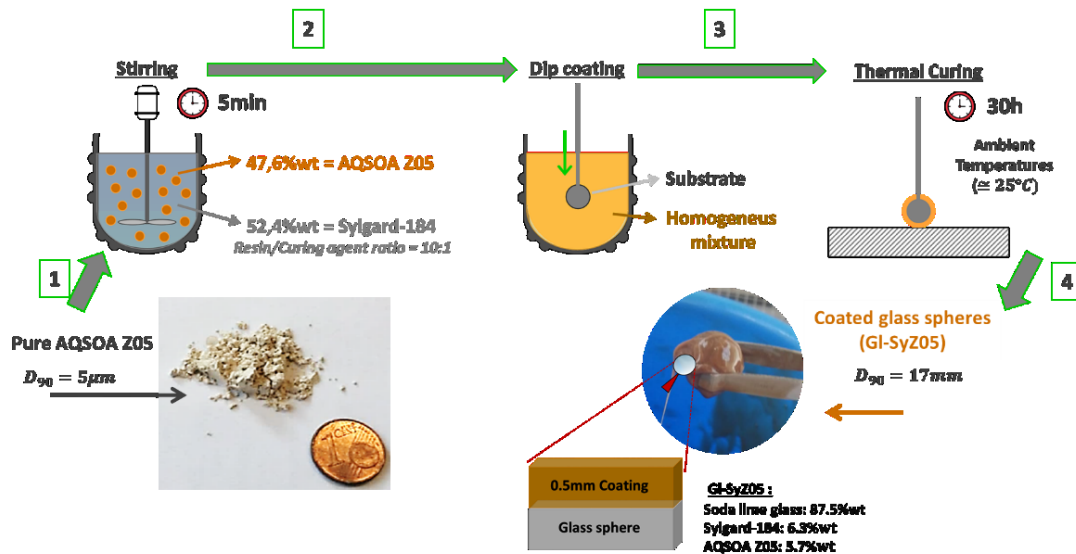 2
3
Stirring
Dip coating
Thermal Curing
5min
30h
47,6%wt = AQSOA Z05
Ambient
Temperatures
(≅ 25°C)
Substrate
52,4%wt = Sylgard-184
Resin/Curing agent ratio = 10:1
Homogeneus
mixture
1
4
Pure AQSOA Z05
D90 = 5μm
Coated glass spheres
(Gl-SyZ05)
D90 = 17mm
1
0.5mm Coating
Glass sphere
Gl-SyZ05 :
Soda lime glass: 87.5%wt
Sylgard-184: 6.3%wt
AQSOA Z05: 5.7%wt